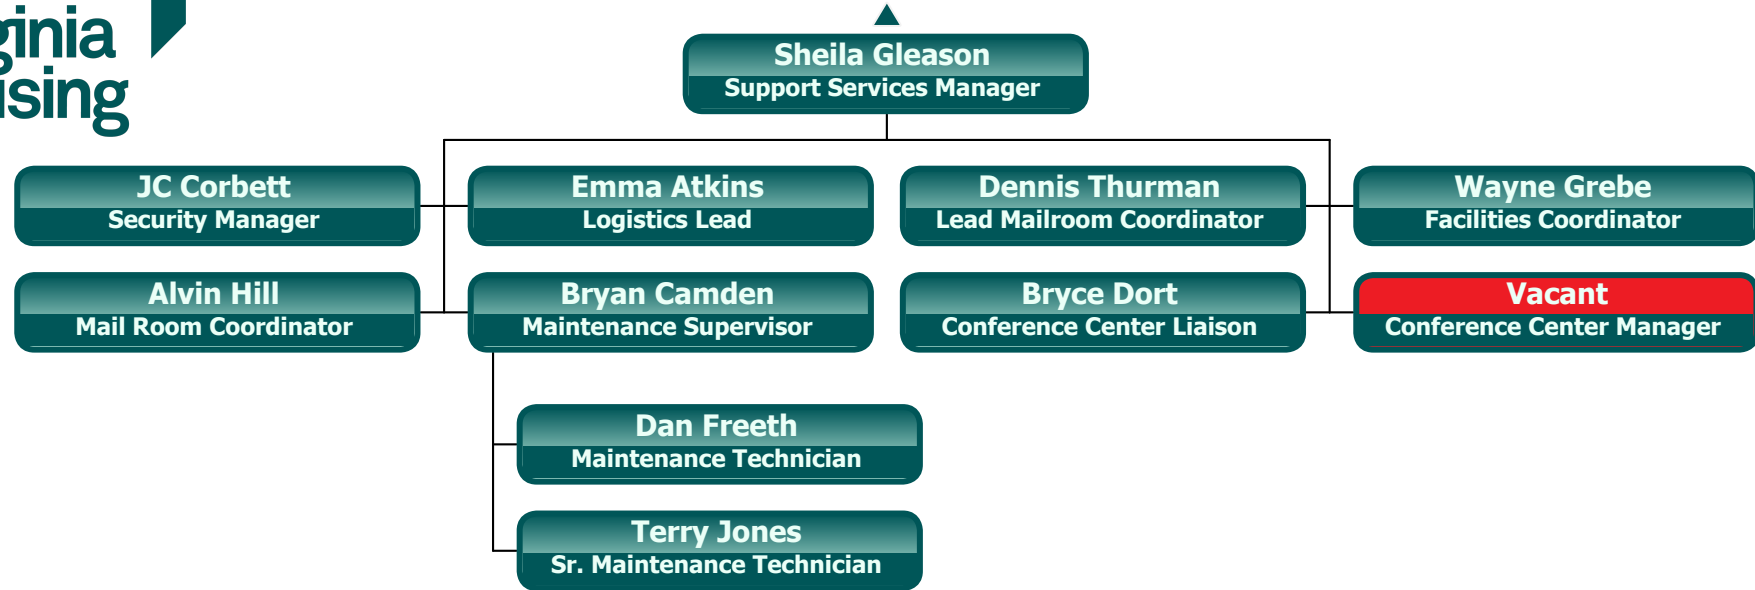 ginia
ising
Sheila Gleason
Support Services Manager
JC Corbett
Security Manager
Emma Atkins
Logistics Lead
Dennis Thurman
Lead Mailroom Coordinator
Wayne Grebe
Facilities Coordinator
Alvin Hill
Mail Room Coordinator
Bryan Camden
Maintenance Supervisor
Bryce Dort
Conference Center Liaison
Vacant
Conference Center Manager
Dan Freeth
Maintenance Technician
Terry Jones
Sr. Maintenance Technician